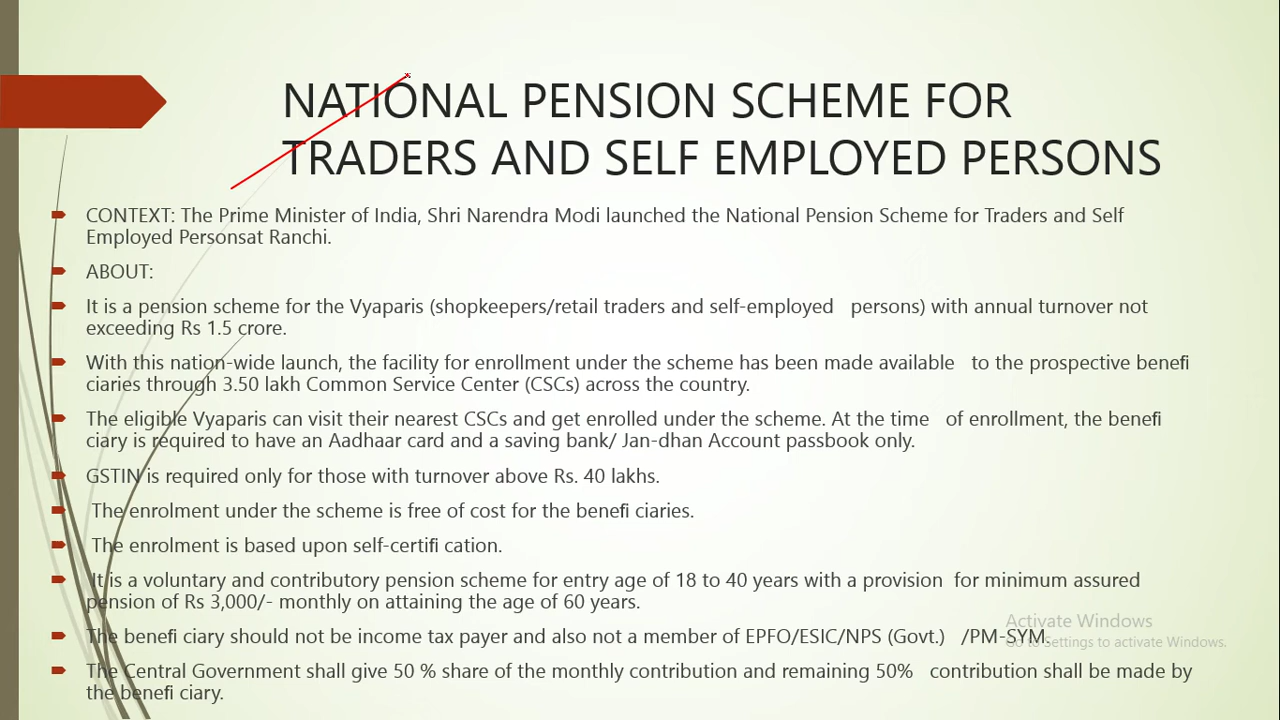 NATIONAL PENSION SCHEME FOR
TRADERS AND SELF EMPLOYED PERSONS
CONTEXT: The Prime Minister of India, Shri Narendra Modi launched the National Pension Scheme for Traders and Self
Employed Personsat Ranchi.
ABOUT:
It is a pension scheme for the Vyaparis (shopkeepers/retail traders and self-employed persons) with annual turnover not
exceeding Rs 1.5 crore.
With this nation-wide launch, the facility for enrollment under the scheme has been made available to the prospective benefi
ciaries through 3.50 lakh Common Service Center (CSCs) across the country.
The eligible Vyaparis can visit their nearest CSCs and get enrolled under the scheme. At the time of enrollment, the benefi
ciary is required to have an Aadhaar card and a saving bank/ Jan-dhan Account passbook only.
GSTIN is required only for those with turnover above Rs. 40 lakhs.
The enrolment under the scheme is free of cost for the benefi ciaries.
The enrolment is based upon self-certifi cation.
It is a voluntary and contributory pension scheme for entry age of 18 to 40 years with a provision for minimum assured
pension of Rs 3,000/- monthly on attaining the age of 60 years.
The benefi ciary should not be income tax payer and also not a member of EPFO/ESIC/NPS (Govt.) /PM-SYM.
The Central Government shall give 50 % share of the monthly contribution and remaining 50% contribution shall be made by
the benefi ciary.
Activate Windows
Go to Settings to activate Windows.